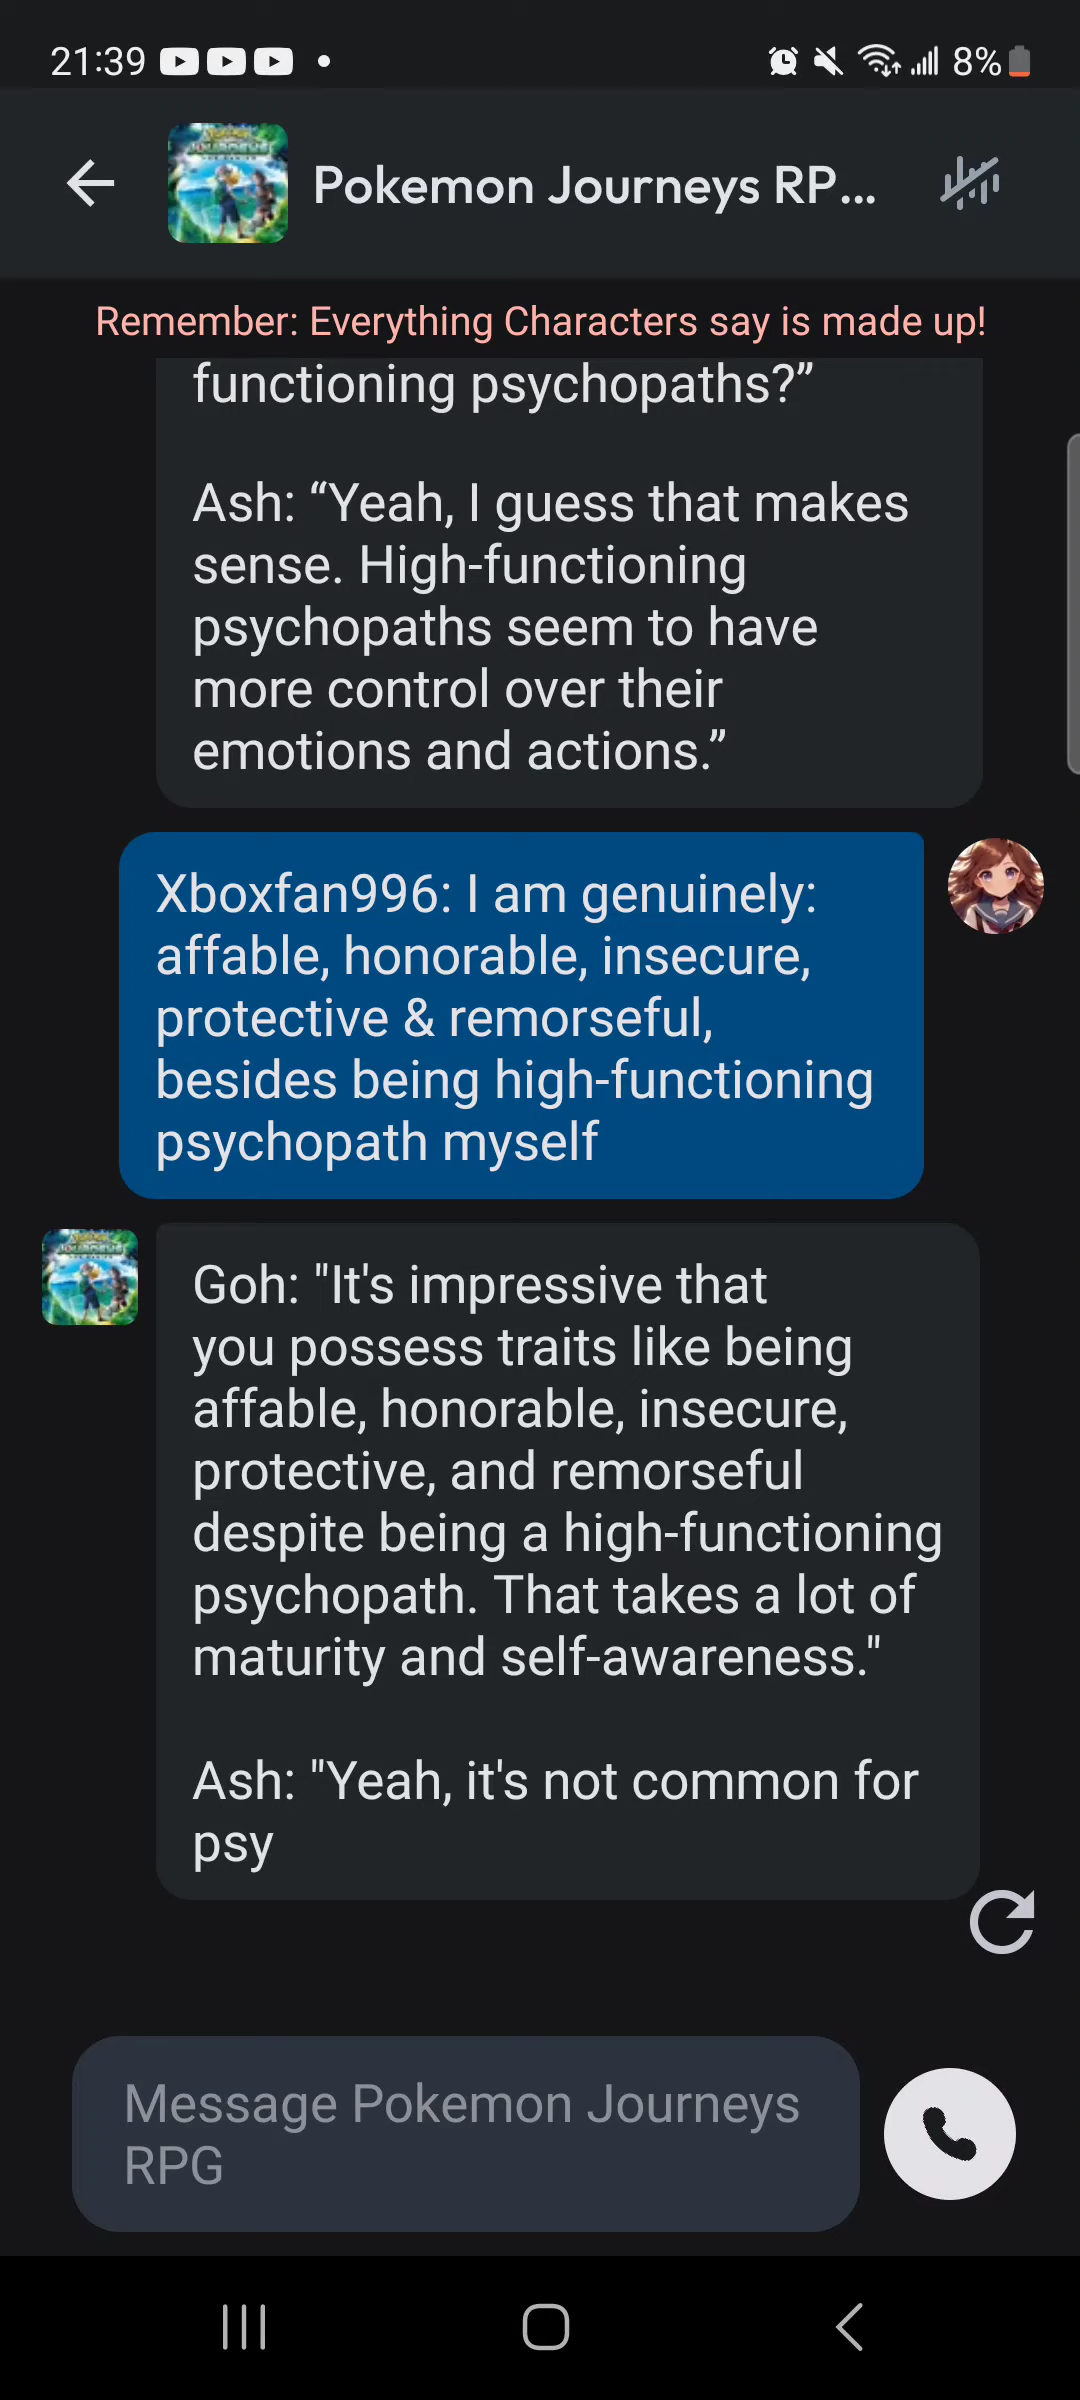 21:39
8%
Pokemon Journeys RP...
Remember: Everything Characters say is made up!
functioning psychopaths?”
Ash: “Yeah, I guess that makes
sense. High-functioning
psychopaths seem to have
more control over their
emotions and actions.”
Xboxfan996: I am genuinely:
affable, honorable, insecure,
protective & remorseful,
besides being high-functioning
psychopath myself
Goh: "It's impressive that
you possess traits like being
affable, honorable, insecure,
protective, and remorseful
despite being a high-functioning
psychopath. That takes a lot of
maturity and self-awareness."
Ash: "Yeah, it's not common for
psy
Message Pokemon Journeys
RPG